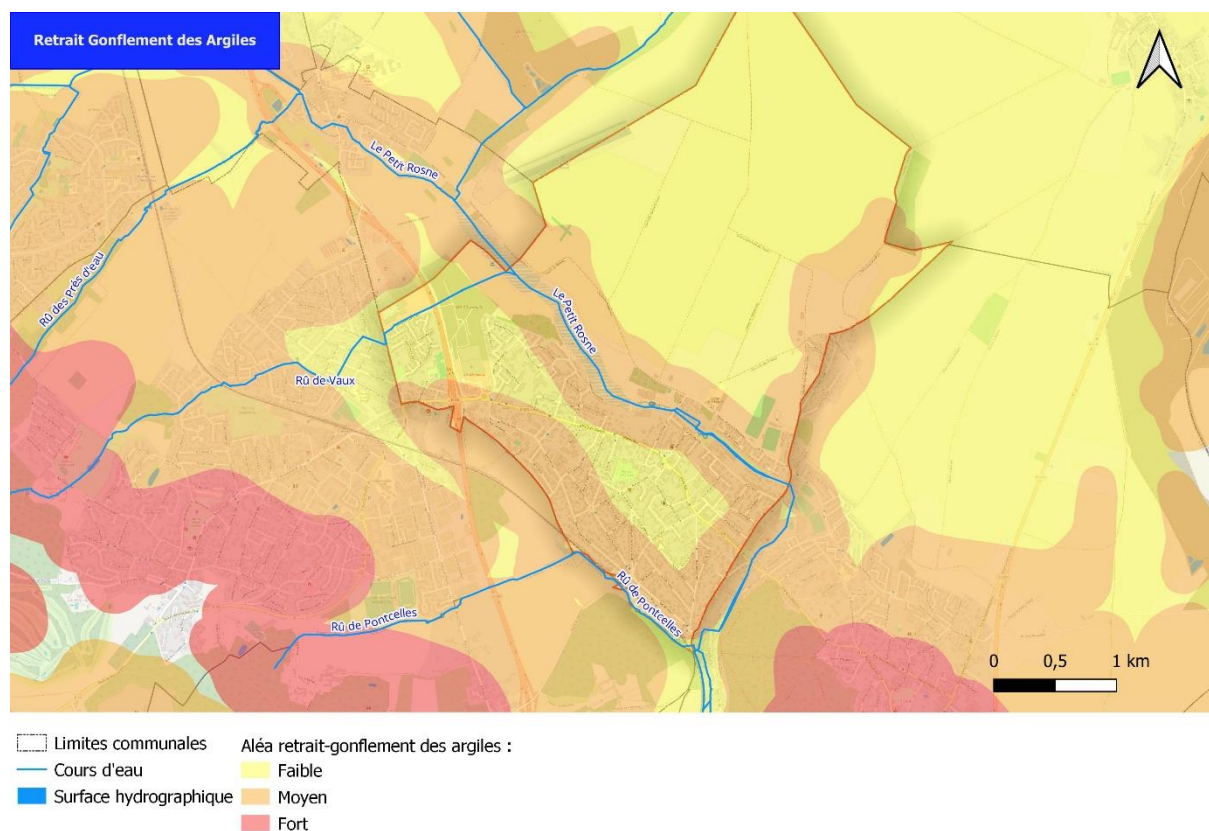 Retrait Gonflement des Argiles
Le Petit Rosne
Rû des Prés d'eau
Le Petit Rosne
Rû de Vaux
Rû de Pontcelles
Rû de Pontcelles
0 0,5 1 km
Limites communales
Cours d'eau
Surface hydrographique
Aléa retrait-gonflement des argiles :
Faible
Moyen
Fort